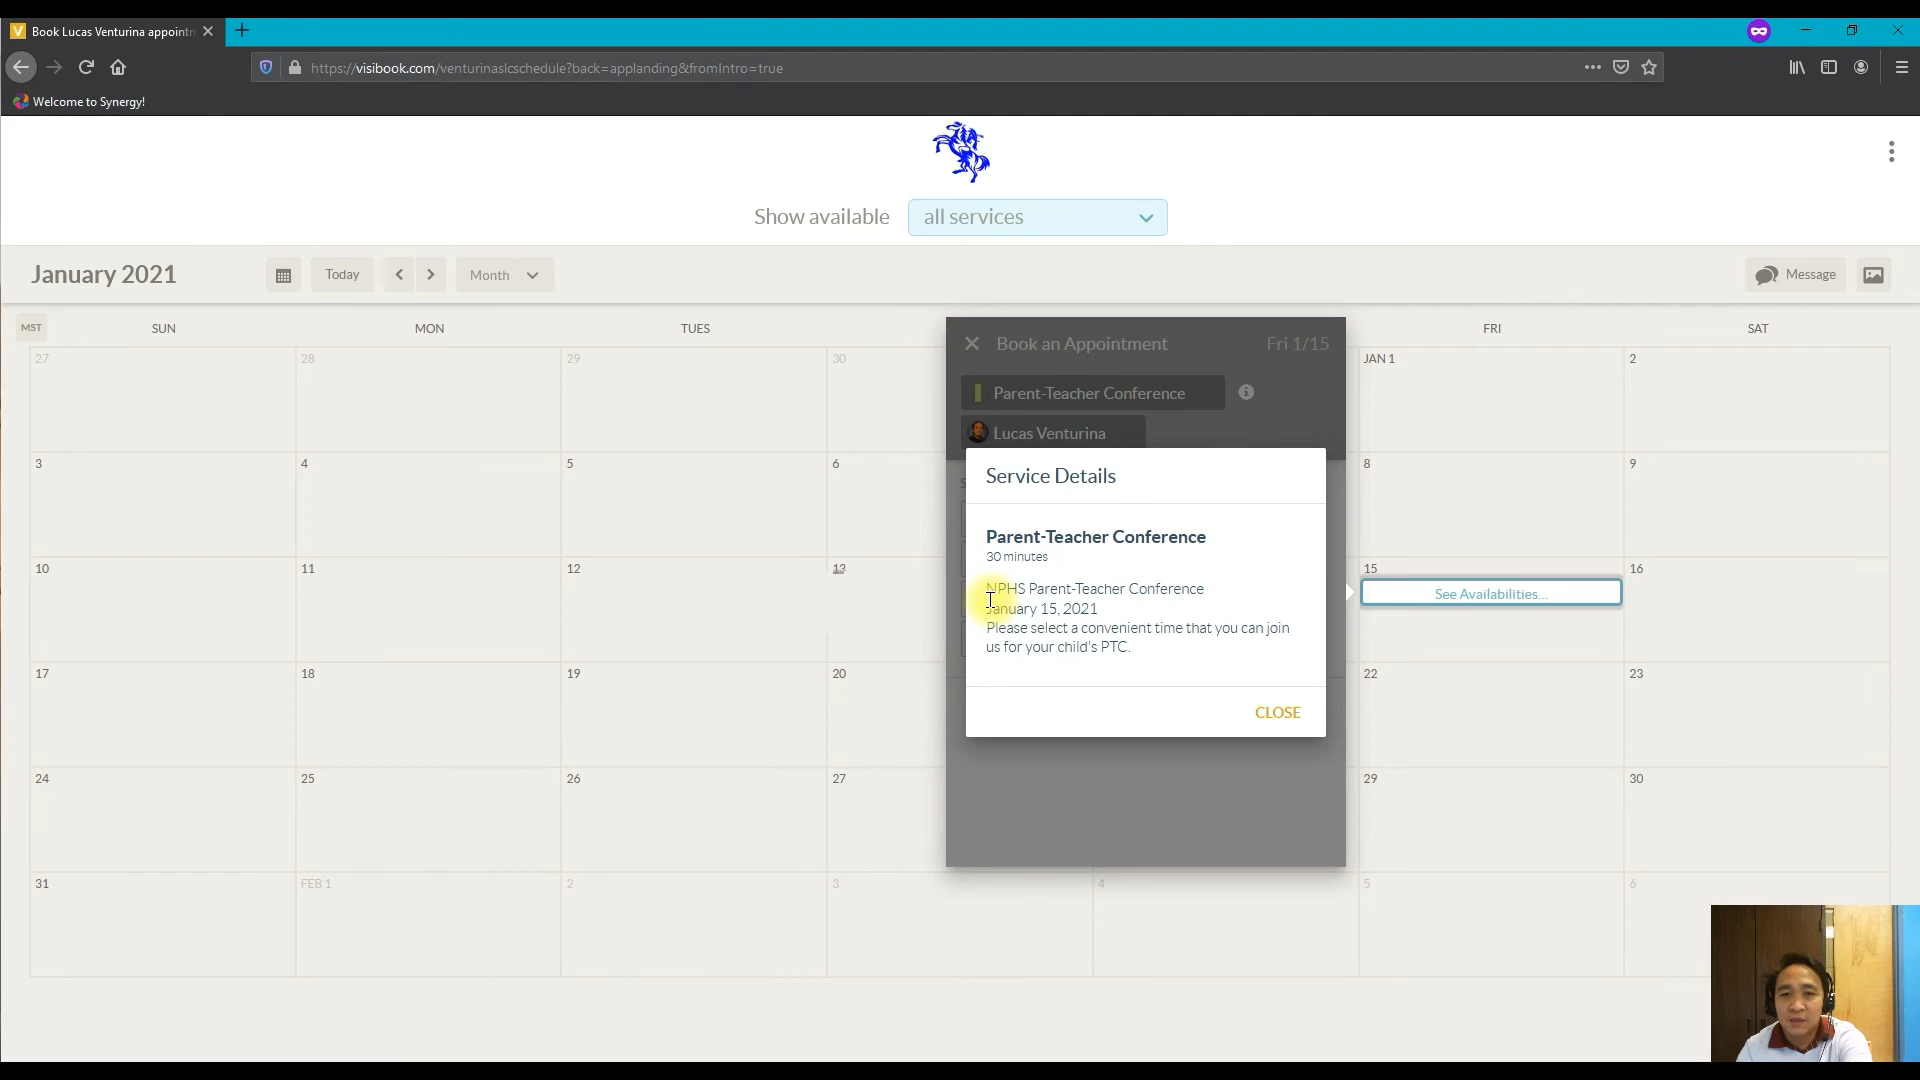 Book Lucas Venturina appointm
https://visibook.com/venturinaslcschedule?back=applanding&fromIntro=true
Welcome to Synergy!
Show available all services
January 2021
Today
Month
Message
MST SUN MON TUES FRI SAT
27 28 29 30 JAN 1 2
3 4 5 6 8 9
10 11 12 13 15 16
See Availabilities...
17 18 19 20 22 23
24 25 26 27 29 30
31 FEB 1 2 3 4 5 6
Book an Appointment Fri 1/15
Parent-Teacher Conference
Lucas Venturina
Service Details
Parent-Teacher Conference
30 minutes
NPHS Parent-Teacher Conference
January 15, 2021
Please select a convenient time that you can join
us for your child's PTC.
CLOSE